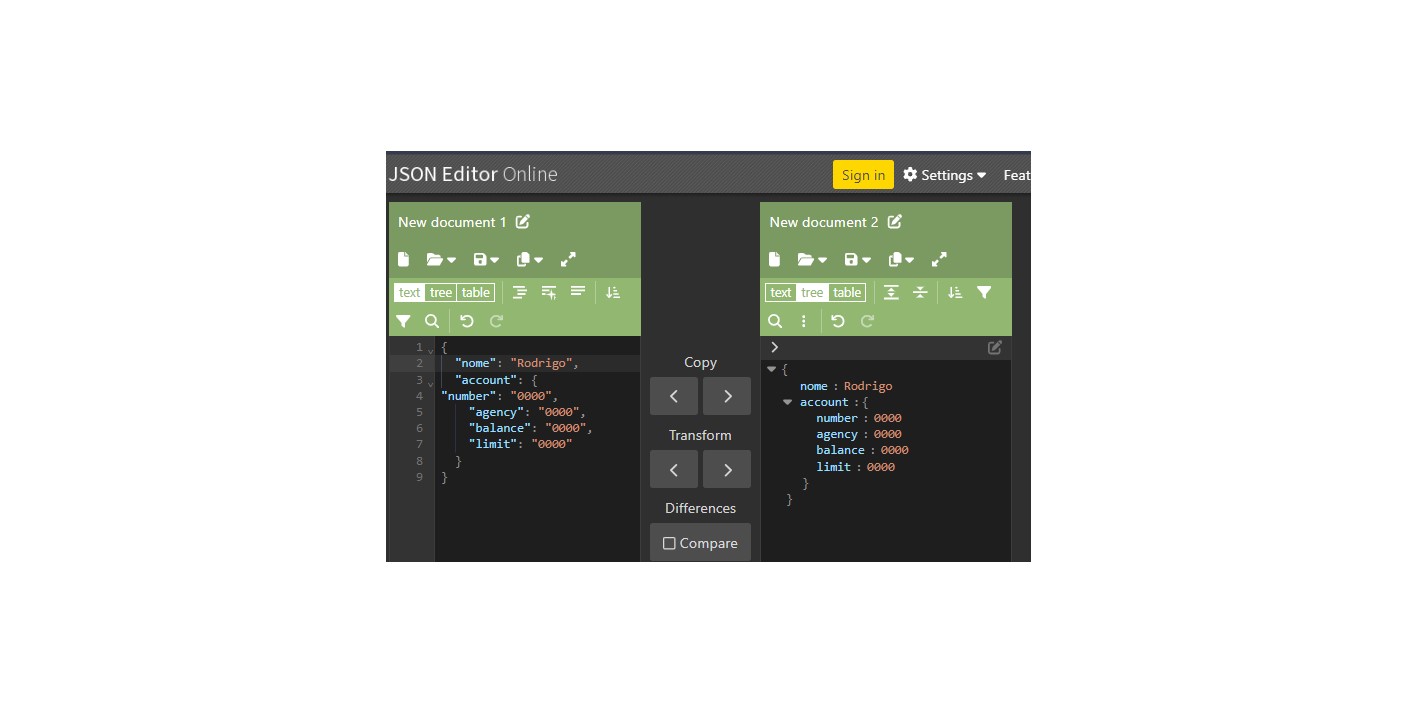 JSON Editor Online
Sign in Settings Feat
New document 1
text tree table
1 {
2 "nome": "Rodrigo",
3 "account": {
4 "number": "0000",
5 "agency": "0000",
6 "balance": "0000",
7 "limit": "0000"
8 }
9 }
Copy
Transform
Differences
Compare
New document 2
text tree table
{
nome : Rodrigo
account : {
number : 0000
agency : 0000
balance : 0000
limit : 0000
}
}